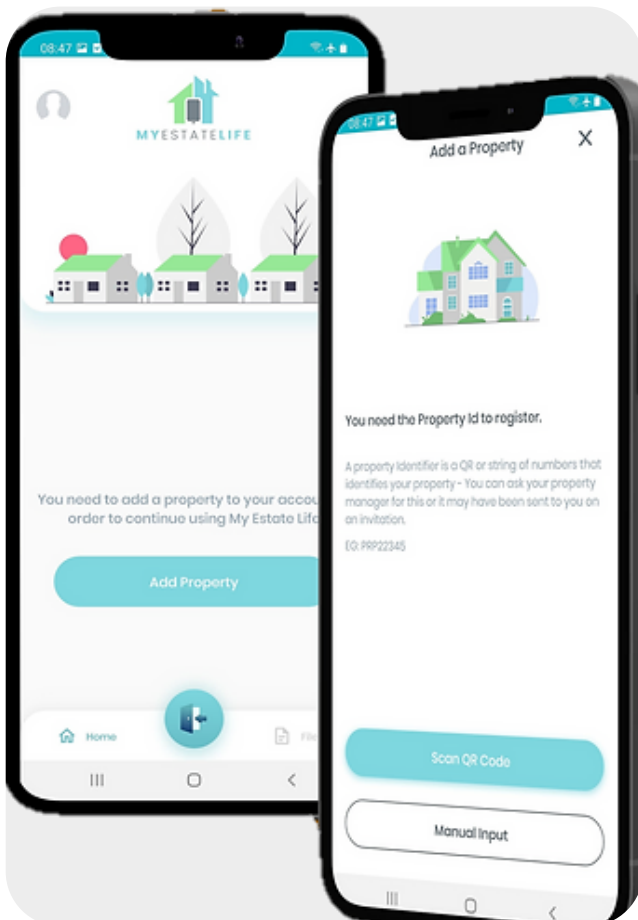 08:47
MYESTATELIFE
You need to add a property to your accou
order to continue using My Estate Life
Add Property
Home
File
08:47
Add a Property
You need the Property Id to register.
A property Identifier is a QR or string of numbers that
identifies your property - You can ask your property
manager for this or it may have been sent to you on
an invitation.
EG: PRP22345
Scan QR Code
Manual Input